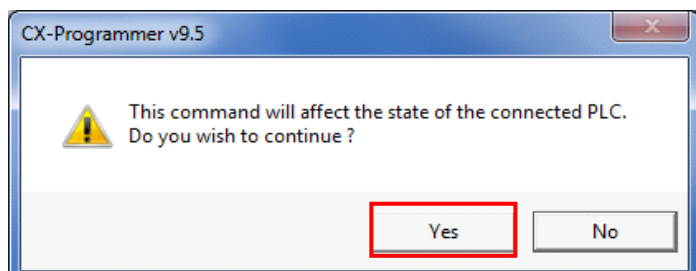 CX-Programmer v9.5
This command will affect the state of the connected PLC.
Do you wish to continue ?
Yes
No